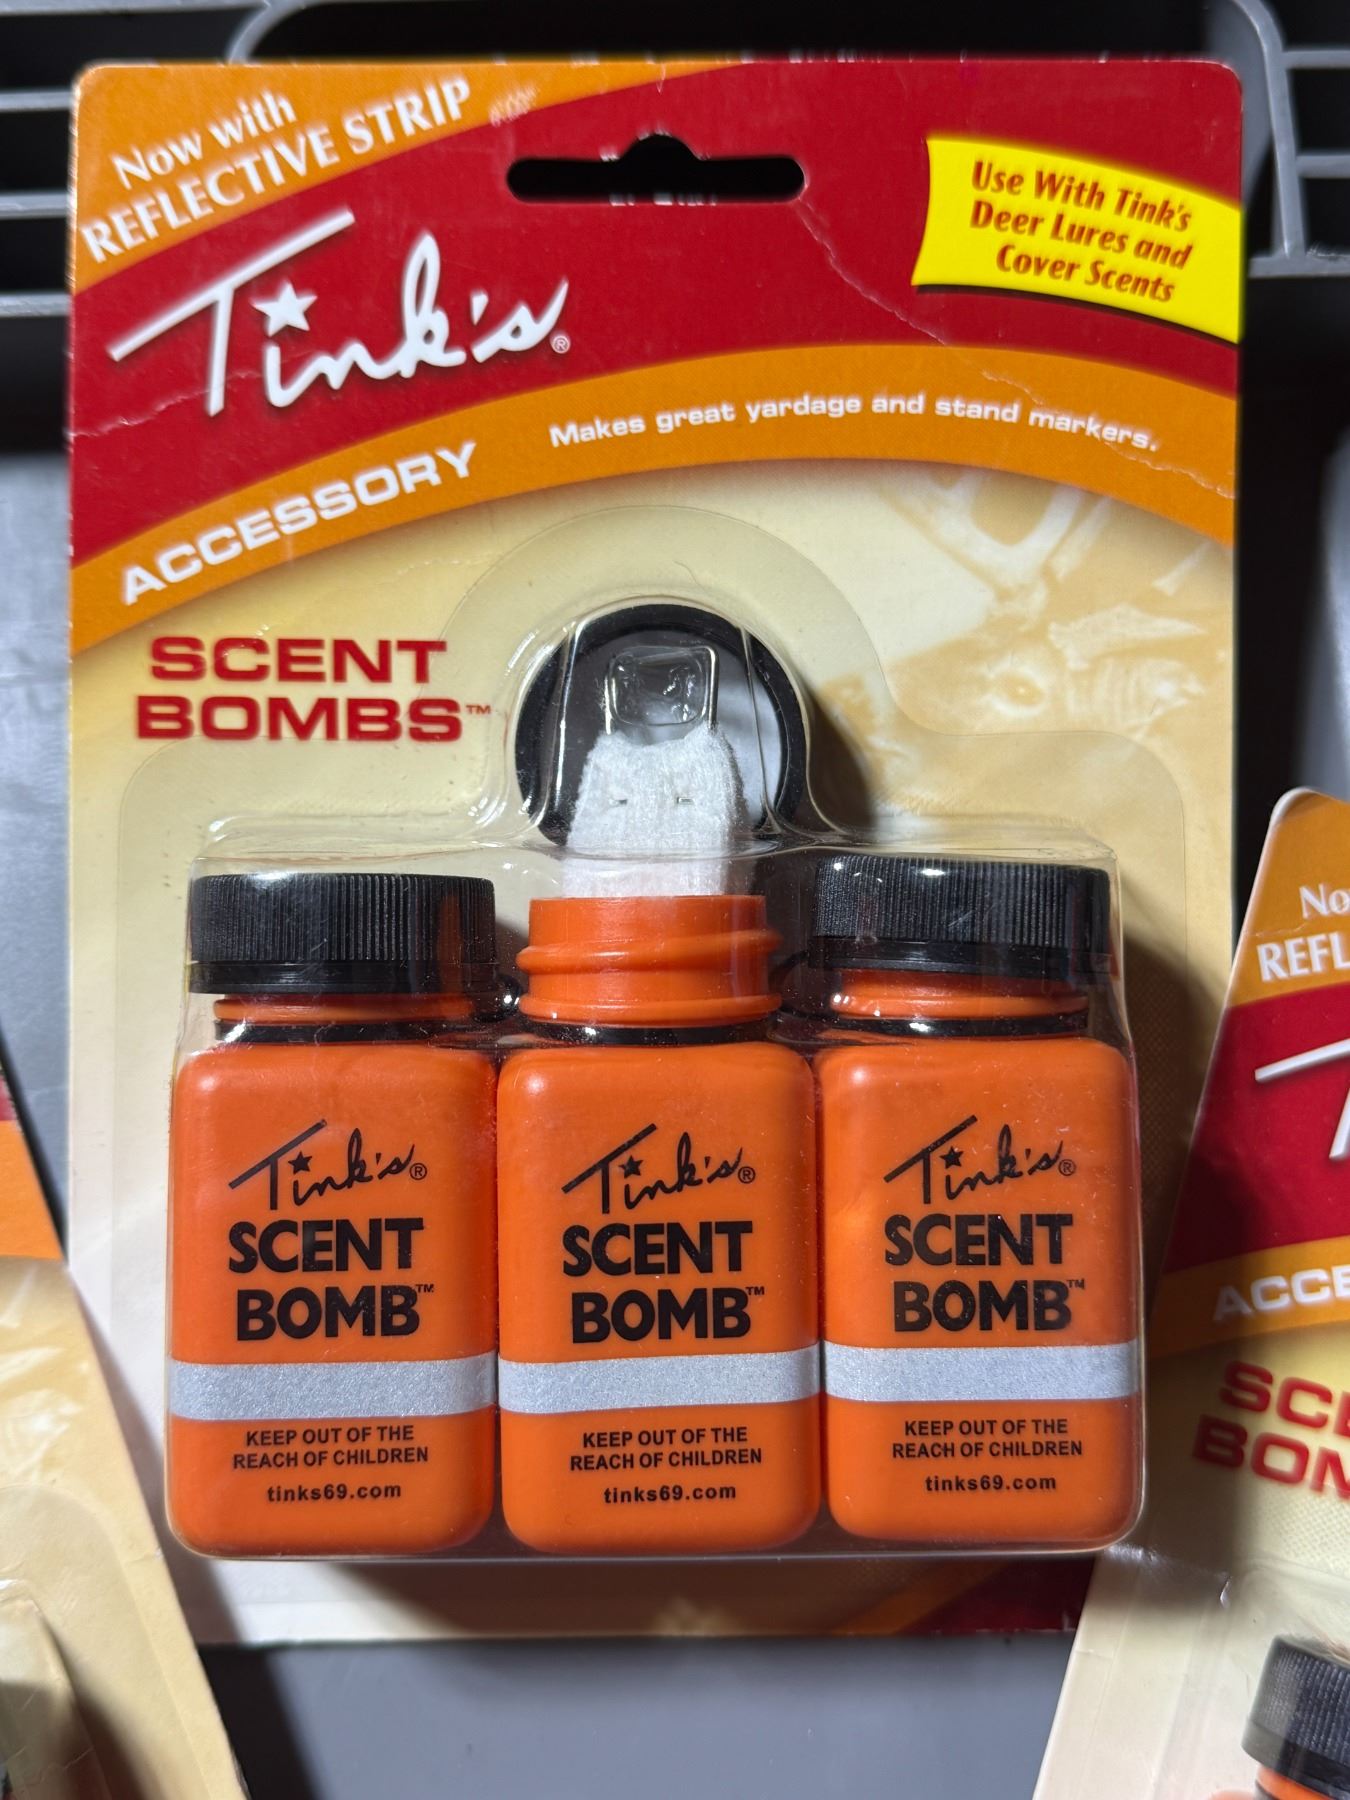 Now with
REFLECTIVE STRIP
Tink's®
Use With Tink's
Deer Lures and
Cover Scents
Makes great yardage and stand markers.
ACCESSORY
SCENT
BOMBS™
Tink's®
SCENT
BOMB™
KEEP OUT OF THE
REACH OF CHILDREN
tinks69.com
Tink's®
SCENT
BOMB™
KEEP OUT OF THE
REACH OF CHILDREN
tinks69.com
Tink's®
SCENT
BOMB™
KEEP OUT OF THE
REACH OF CHILDREN
tinks69.com